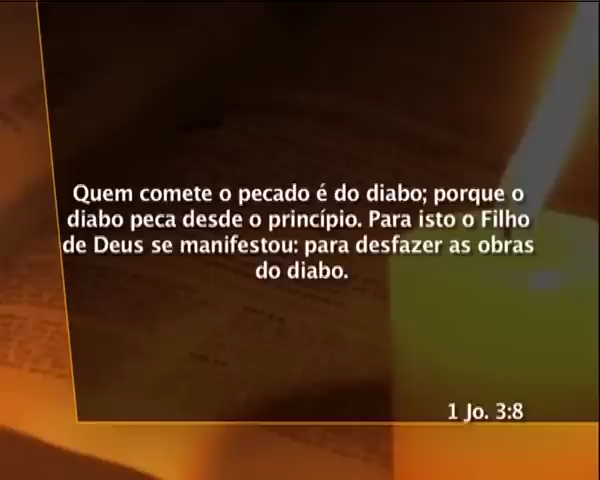 Quem comete o pecado é do diabo; porque o
diabo peca desde o princípio. Para isto o Filho
de Deus se manifestou: para desfazer as obras
do diabo.
1 Jo. 3:8